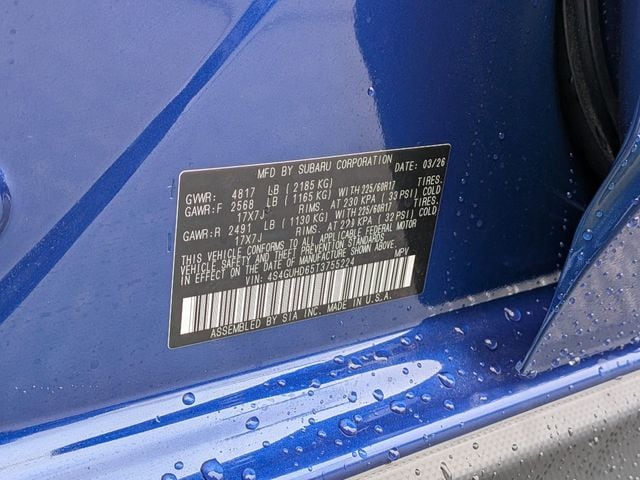 MFD BY SUBARU CORPORATION DATE: 03/26
GVWR: 4817 LB ( 2185 KG)
GAWR:F 2568 LB ( 1165 KG) WITH 225/60R17 TIRES.
17X7J RIMS. AT 230 KPA ( 33 PSI) COLD
GAWR:R 2491 LB ( 1130 KG) WITH 225/60R17 TIRES.
17X7J RIMS. AT 220 KPA ( 32 PSI) COLD
THIS VEHICLE CONFORMS TO ALL APPLICABLE FEDERAL MOTOR
VEHICLE SAFETY AND THEFT PREVENTION STANDARDS
IN EFFECT ON THE DATE OF MANUFACTURE SHOWN ABOVE.
VIN: 4S4GUHD65T3755224 MPV
ASSEMBLED BY SIA INC. MADE IN U.S.A.